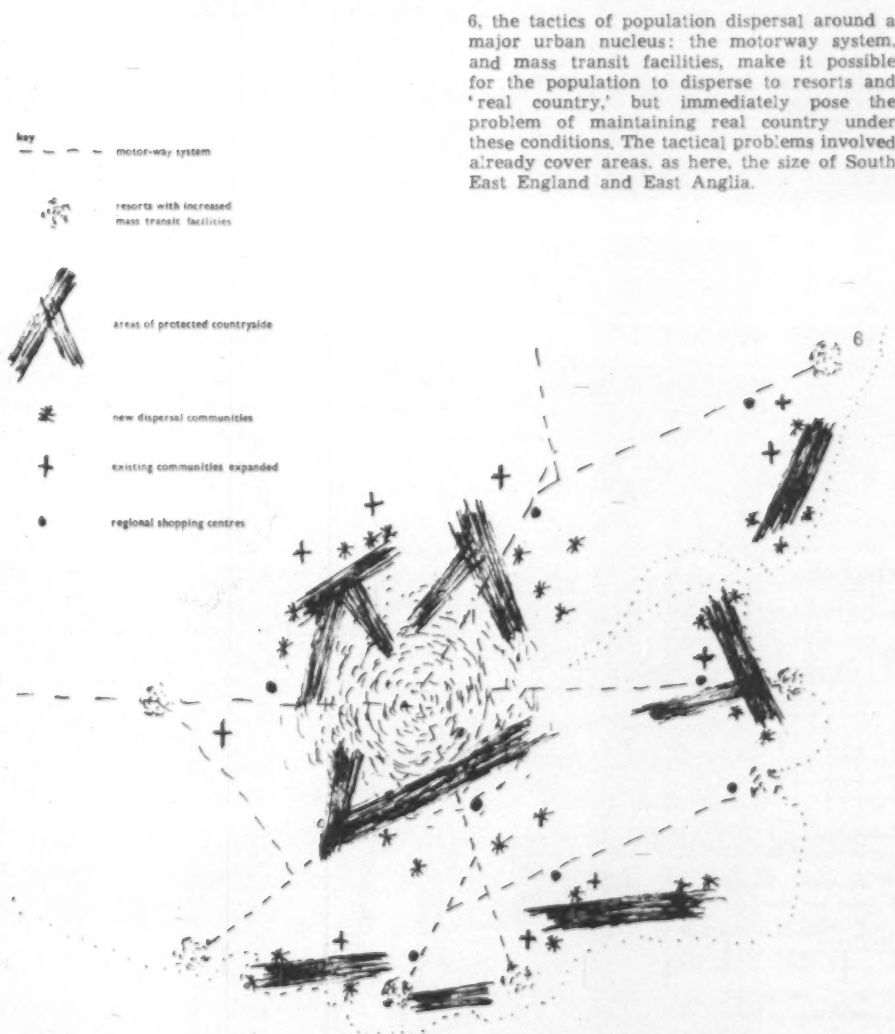 6, the tactics of population dispersal around a
major urban nucleus: the motorway system,
and mass transit facilities, make it possible
for the population to disperse to resorts and
‘real country,’ but immediately pose the
problem of maintaining real country under
these conditions. The tactical problems involved
already cover areas, as here, the size of South
East England and East Anglia.
key
motor-way system
resorts with increased
mass transit facilities
areas of protected countryside
new dispersal communities
existing communities expanded
regional shopping centres
6